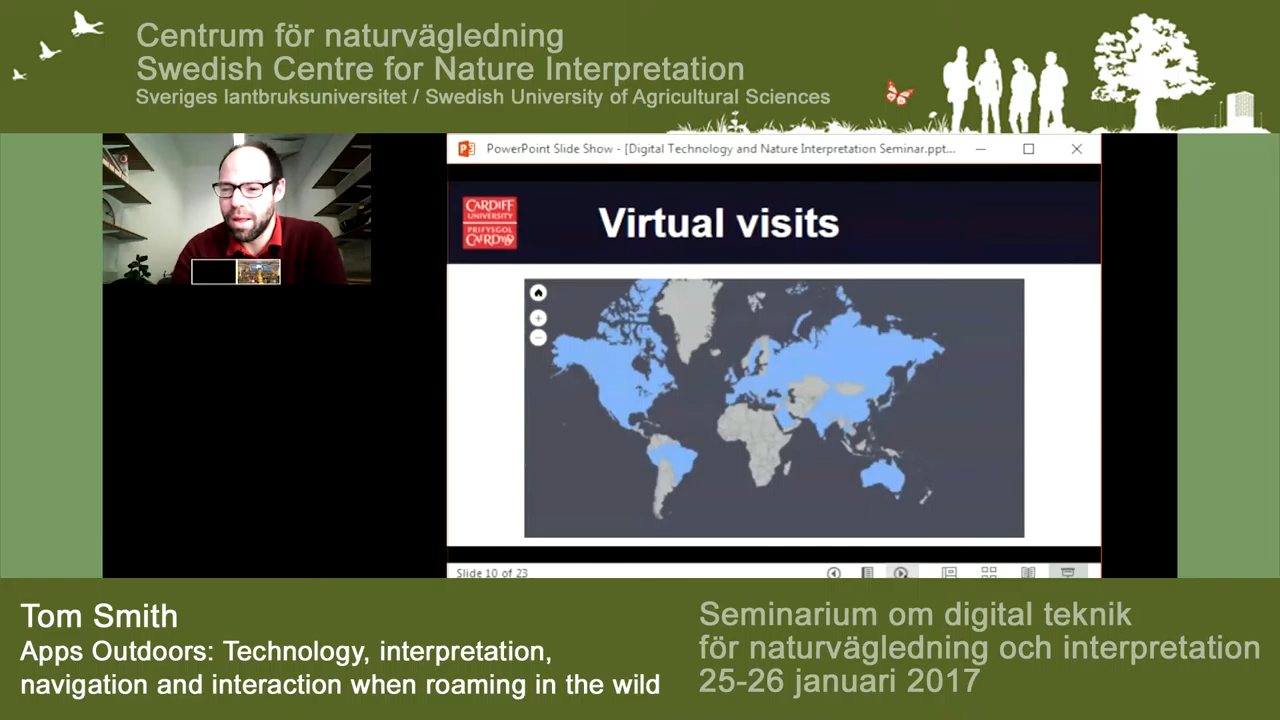 Centrum för naturvägledning
Swedish Centre for Nature Interpretation
Sveriges lantbruksuniversitet / Swedish University of Agricultural Sciences
PowerPoint Slide Show - [Digital Technology and Nature Interpretation Seminar.ppt...
CARDIFF
UNIVERSITY
PRIFYSGOL
CAERDYDD
Virtual visits
Slide 10 of 23
Tom Smith
Apps Outdoors: Technology, interpretation,
navigation and interaction when roaming in the wild
Seminarium om digital teknik
för naturvägledning och interpretation
25-26 januari 2017